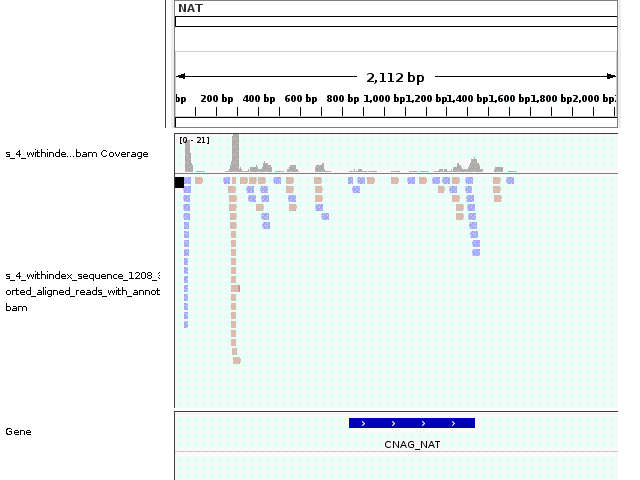 NAT
2,112 bp
bp 200 bp 400 bp 600 bp 800 bp 1,000 bp 1,200 bp 1,400 bp 1,600 bp 1,800 bp 2,000 bp
[0 - 21]
s_4_withinde...bam Coverage
s_4_withindex_sequence_1208_
orted_aligned_reads_with_annot
bam
Gene
CNAG_NAT